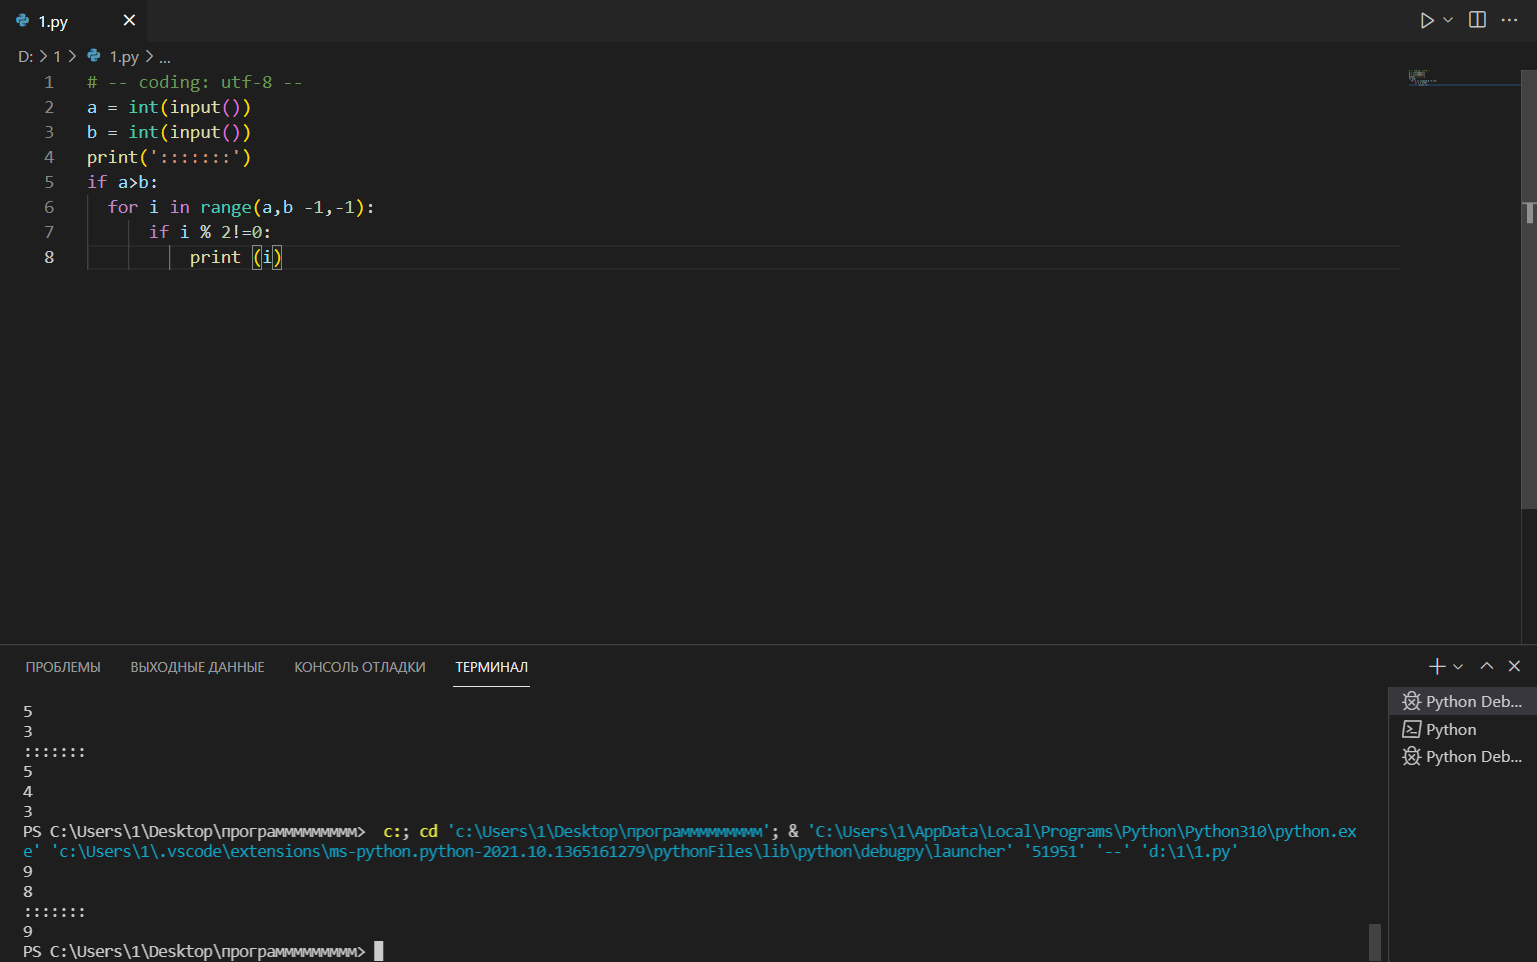 1.py
D: > 1 > 1.py > ...
1 # -- coding: utf-8 --
2 a = int(input())
3 b = int(input())
4 print(':::::::')
5 if a>b:
6 for i in range(a,b -1,-1):
7 if i % 2!=0:
8 print (i)
ПРОБЛЕМЫ ВЫХОДНЫЕ ДАННЫЕ КОНСОЛЬ ОТЛАДКИ ТЕРМИНАЛ
5
3
:::::::
5
4
3
PS C:\Users\1\Desktop\программмммммммм> c:; cd 'c:\Users\1\Desktop\программмммммммм'; & 'C:\Users\1\AppData\Local\Programs\Python\Python310\python.ex
e' 'c:\Users\1\.vscode\extensions\ms-python.python-2021.10.1365161279\pythonFiles\lib\python\debugpy\launcher' '51951' '--' 'd:\1\1.py'
9
8
:::::::
9
PS C:\Users\1\Desktop\программмммммммм>
Python Deb...
Python
Python Deb...